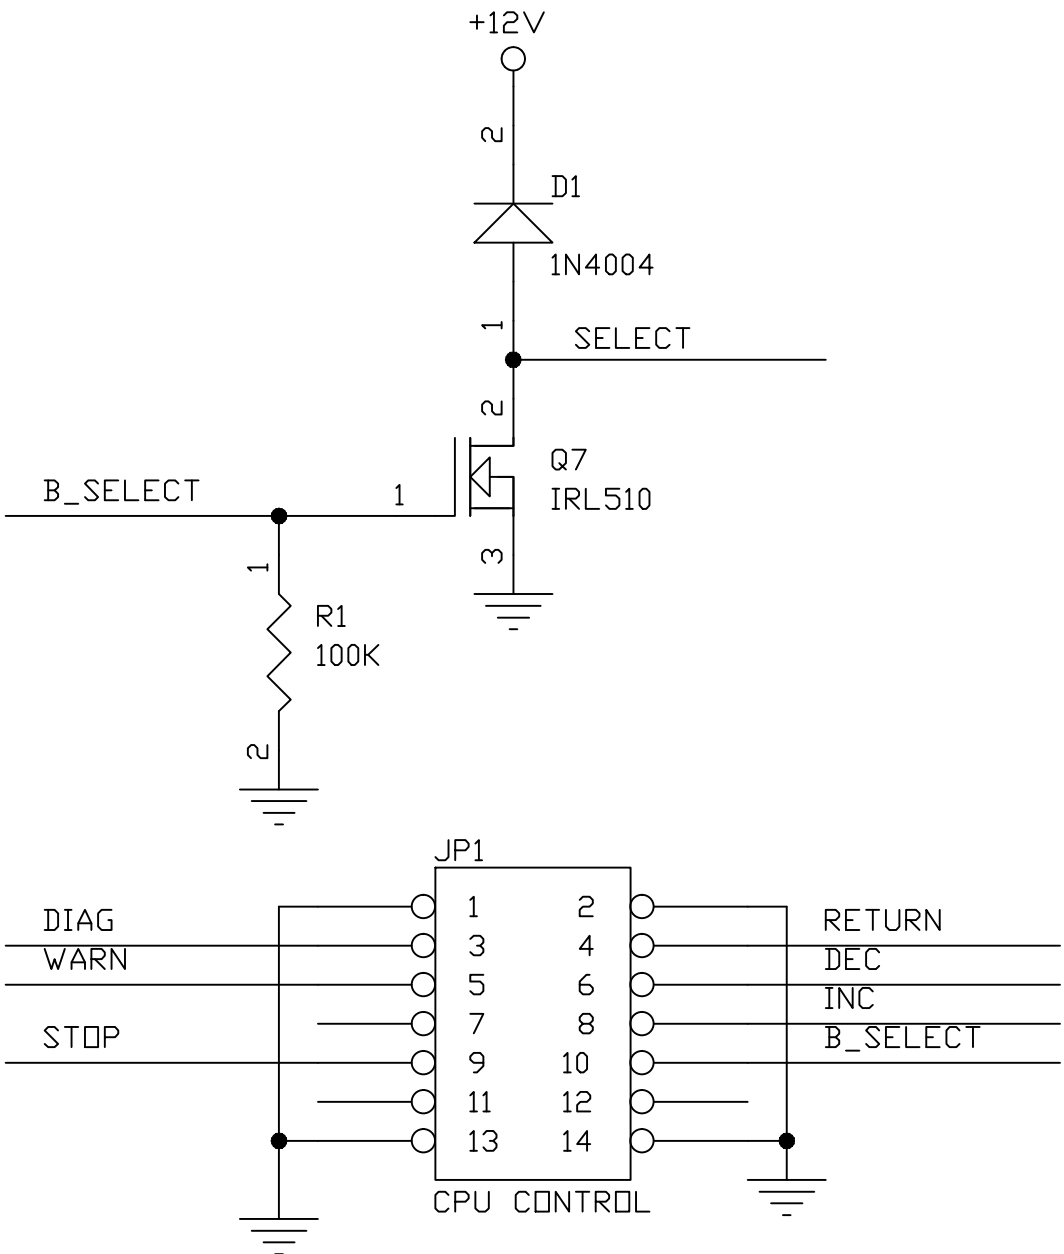 +12V
2
D1
1N4004
1
SELECT
2
Q7
IRL510
B_SELECT
1
3
1
R1
100K
2
JP1
DIAG 1 2 RETURN
WARN 3 4 DEC
5 6 INC
STOP 7 8 B_SELECT
9 10
11 12
13 14
CPU CONTROL